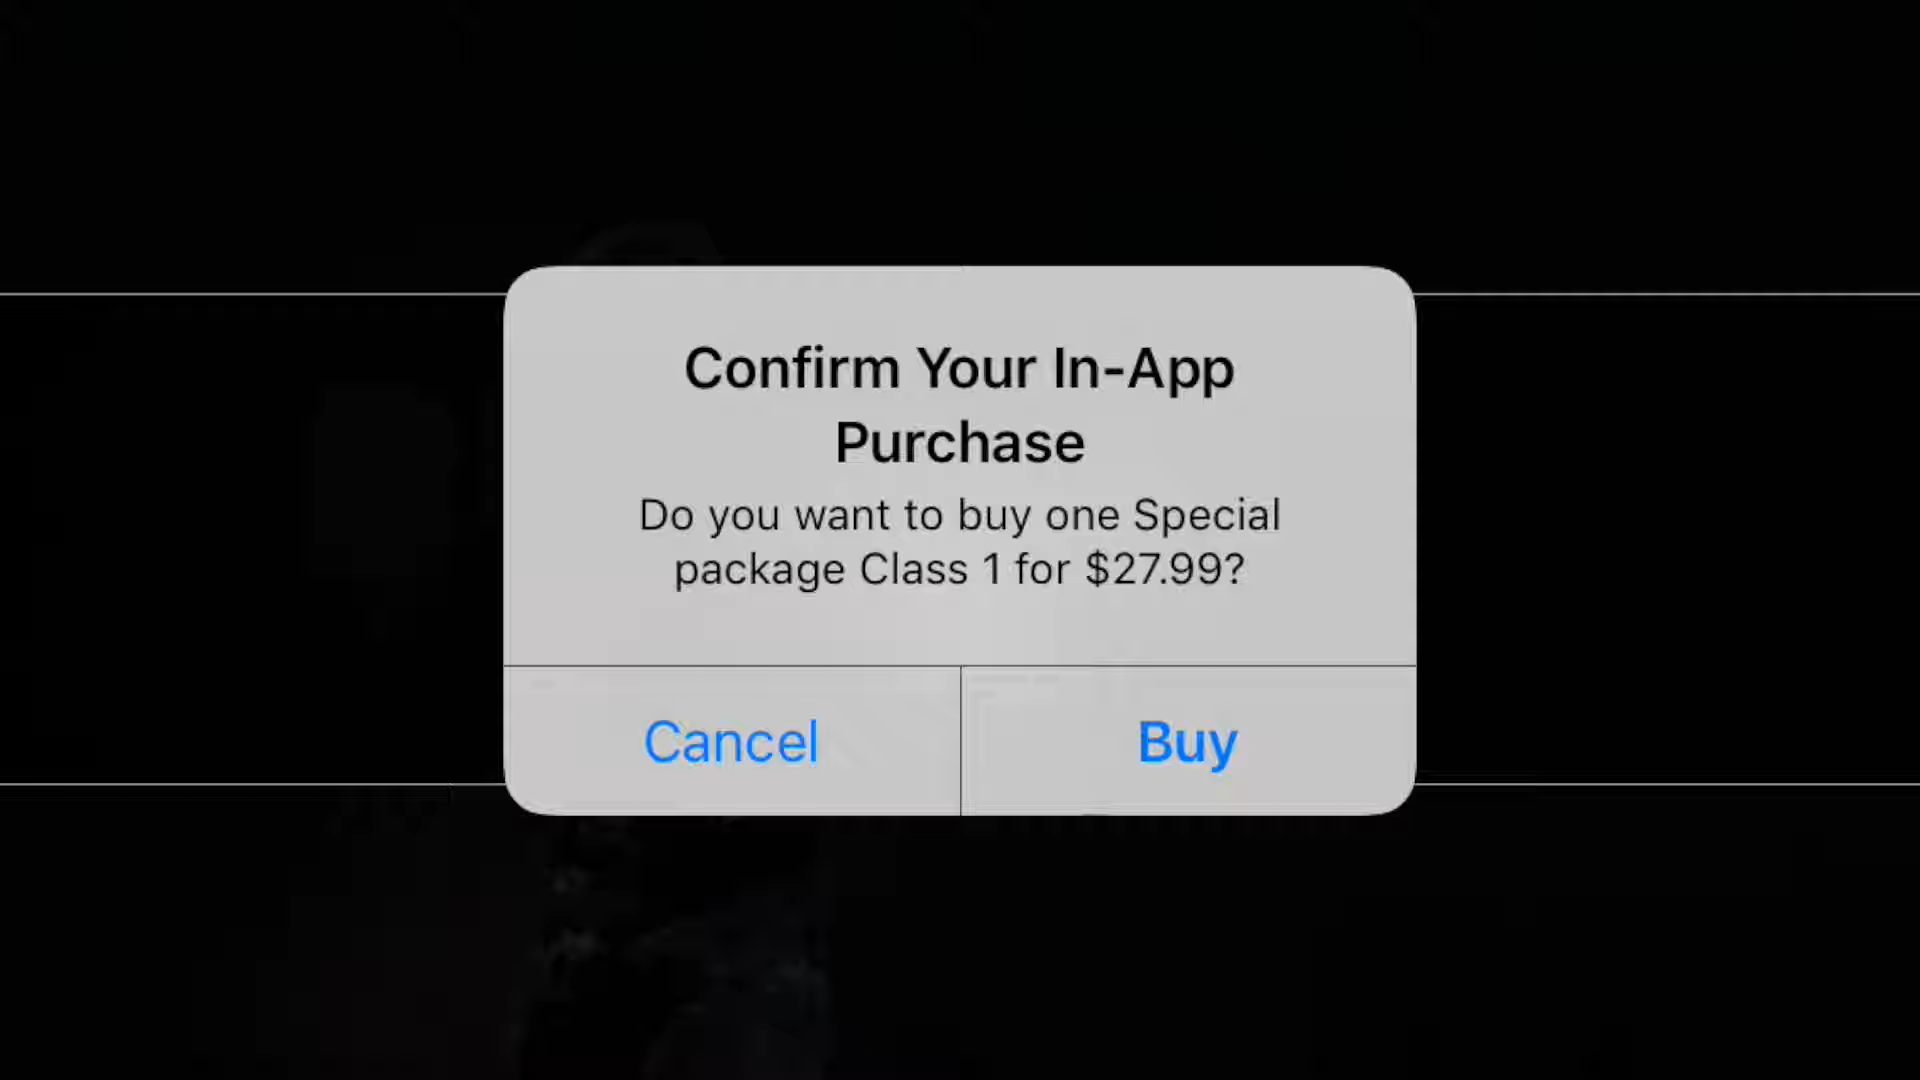 Confirm Your In-App
Purchase
Do you want to buy one Special
package Class 1 for $27.99?
Cancel
Buy